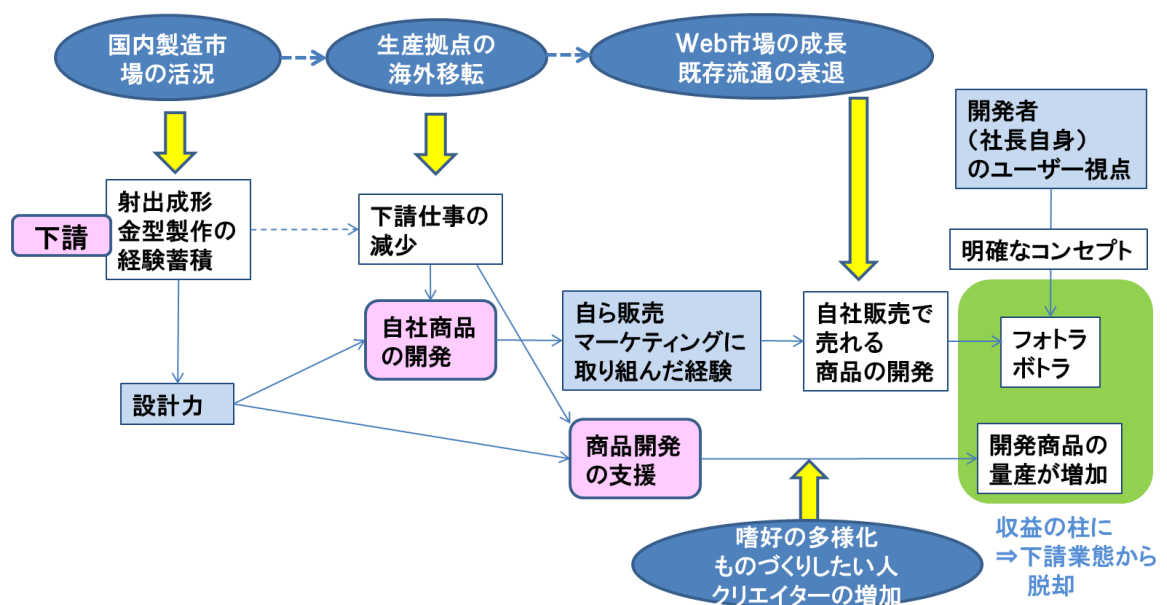 国内製造市
場の活況
生産拠点の
海外移転
Web市場の成長
既存流通の衰退
開発者
(社長自身)
のユーザー視点
下請
射出成形
金型製作の
経験蓄積
下請仕事の
減少
明確なコンセプト
自社商品
の開発
自ら販売
マーケティングに
取り組んだ経験
自社販売で
売れる
商品の開発
フォトラ
ボトラ
設計力
商品開発
の支援
開発商品の
量産が増加
嗜好の多様化
ものづくりしたい人
クリエイターの増加
収益の柱に
⇒下請業態から
脱却